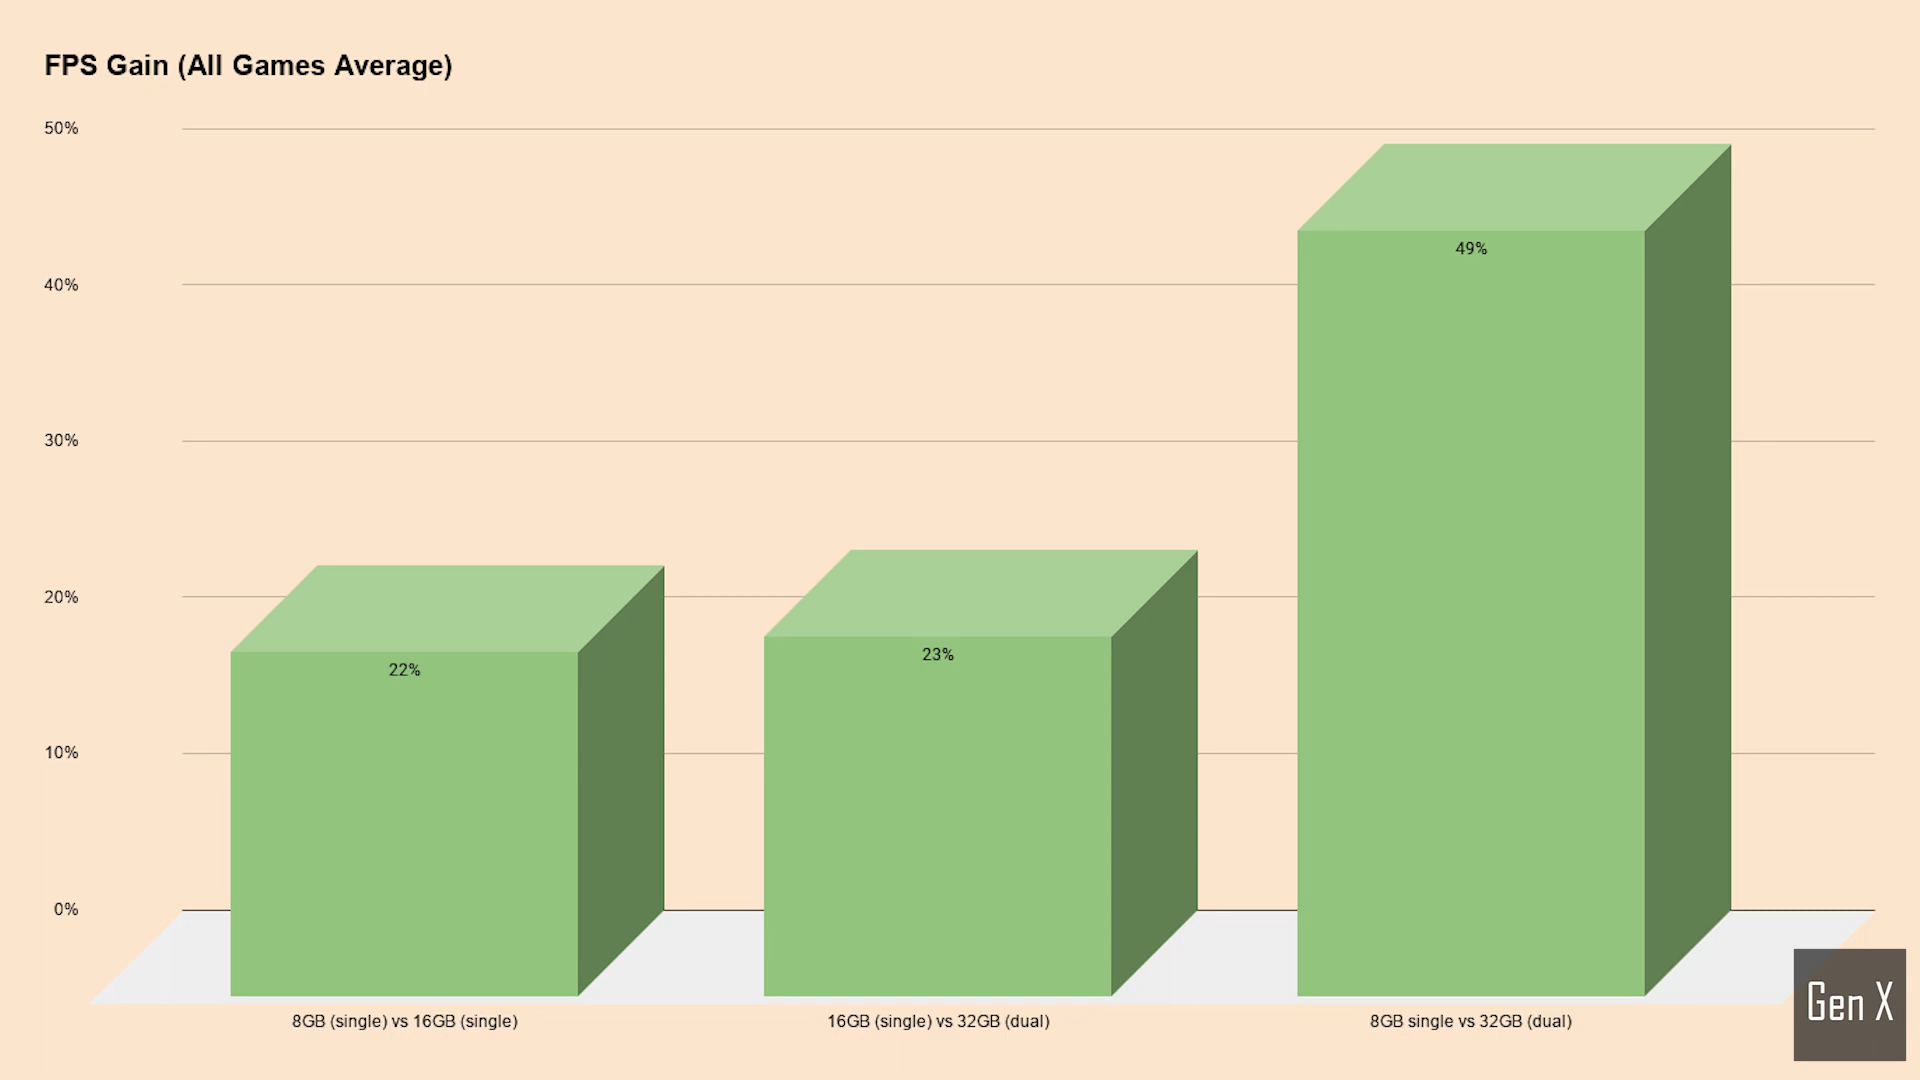 FPS Gain (All Games Average)
50%
40%
30%
20%
10%
0%
22%
23%
49%
8GB (single) vs 16GB (single)
16GB (single) vs 32GB (dual)
8GB single vs 32GB (dual)
Gen X